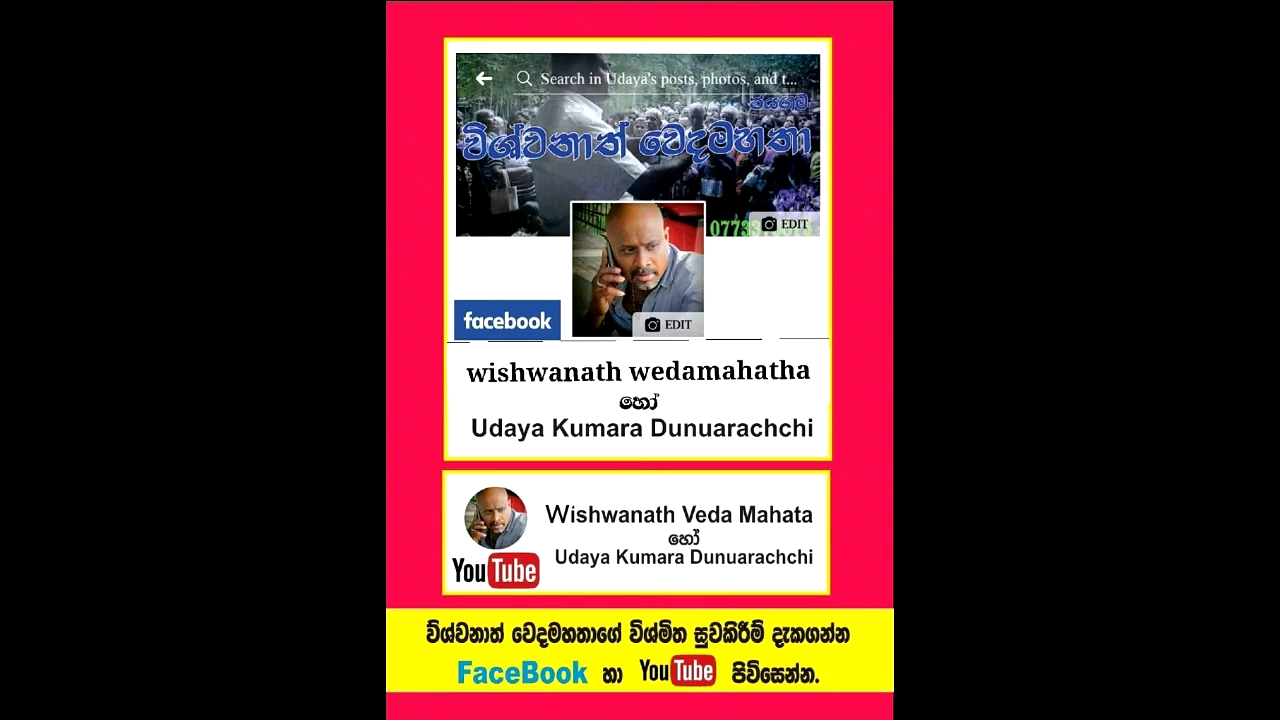 Search in Udaya's posts, photos, and t...
ජයගම
විශ්වනාත් වෙදමහතා
EDIT
facebook
EDIT
wishwanath wedamahatha
හෝ
Udaya Kumara Dunuarachchi
Wishwanath Veda Mahata
හෝ
Udaya Kumara Dunuarachchi
YouTube
විශ්වනාත් වෙදමහතාගේ විශ්මිත සුවකිරීම් දැකගන්න
FaceBook හා YouTube පිවිසෙන්න.